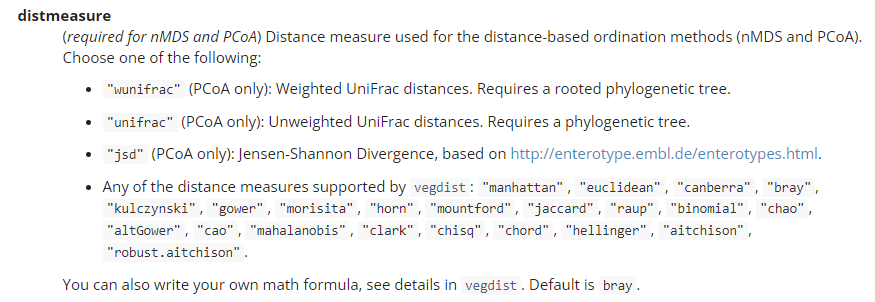 distmeasure
(required for nMDS and PCoA) Distance measure used for the distance-based ordination methods (nMDS and PCoA).
Choose one of the following:
• "wunifrac" (PCoA only): Weighted UniFrac distances. Requires a rooted phylogenetic tree.
• "unifrac" (PCoA only): Unweighted UniFrac distances. Requires a phylogenetic tree.
• "jsd" (PCoA only): Jensen-Shannon Divergence, based on http://enterotype.embl.de/enterotypes.html.
• Any of the distance measures supported by vegdist: "manhattan", "euclidean", "canberra", "bray",
"kulczynski", "gower", "morisita", "horn", "mountford", "jaccard", "raup", "binomial", "chao",
"altGower", "cao", "mahalanobis", "clark", "chisq", "chord", "hellinger", "aitchison",
"robust.aitchison".
You can also write your own math formula, see details in vegdist. Default is bray.